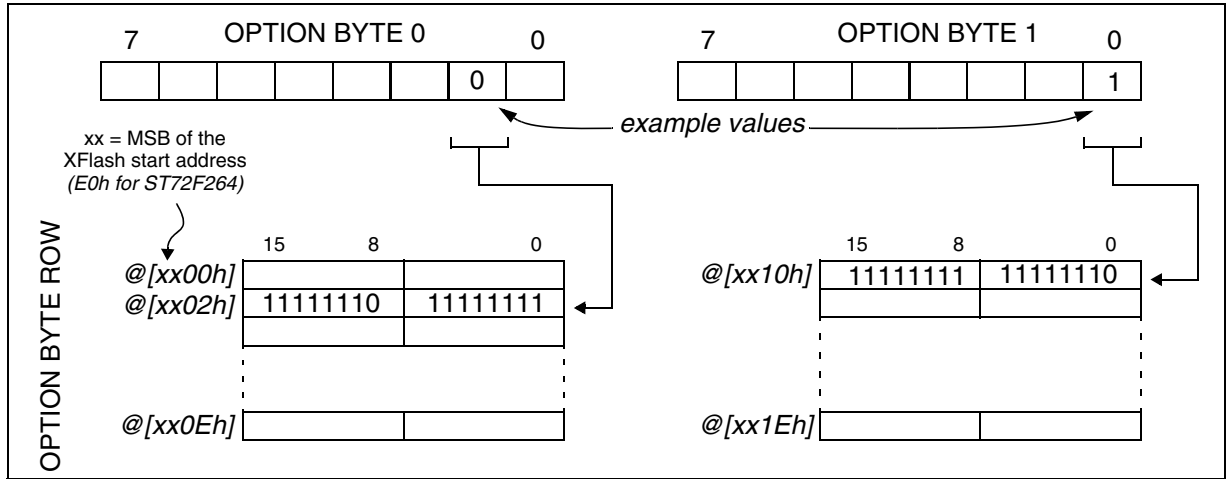 7 OPTION BYTE 0 0
0
7 OPTION BYTE 1 0
1
example values
xx = MSB of the
XFlash start address
(E0h for ST72F264)
OPTION BYTE ROW
15 8 0
@[xx00h]
@[xx02h] 11111110 11111111
@[xx0Eh]
15 8 0
@[xx10h] 11111111 11111110
@[xx1Eh]